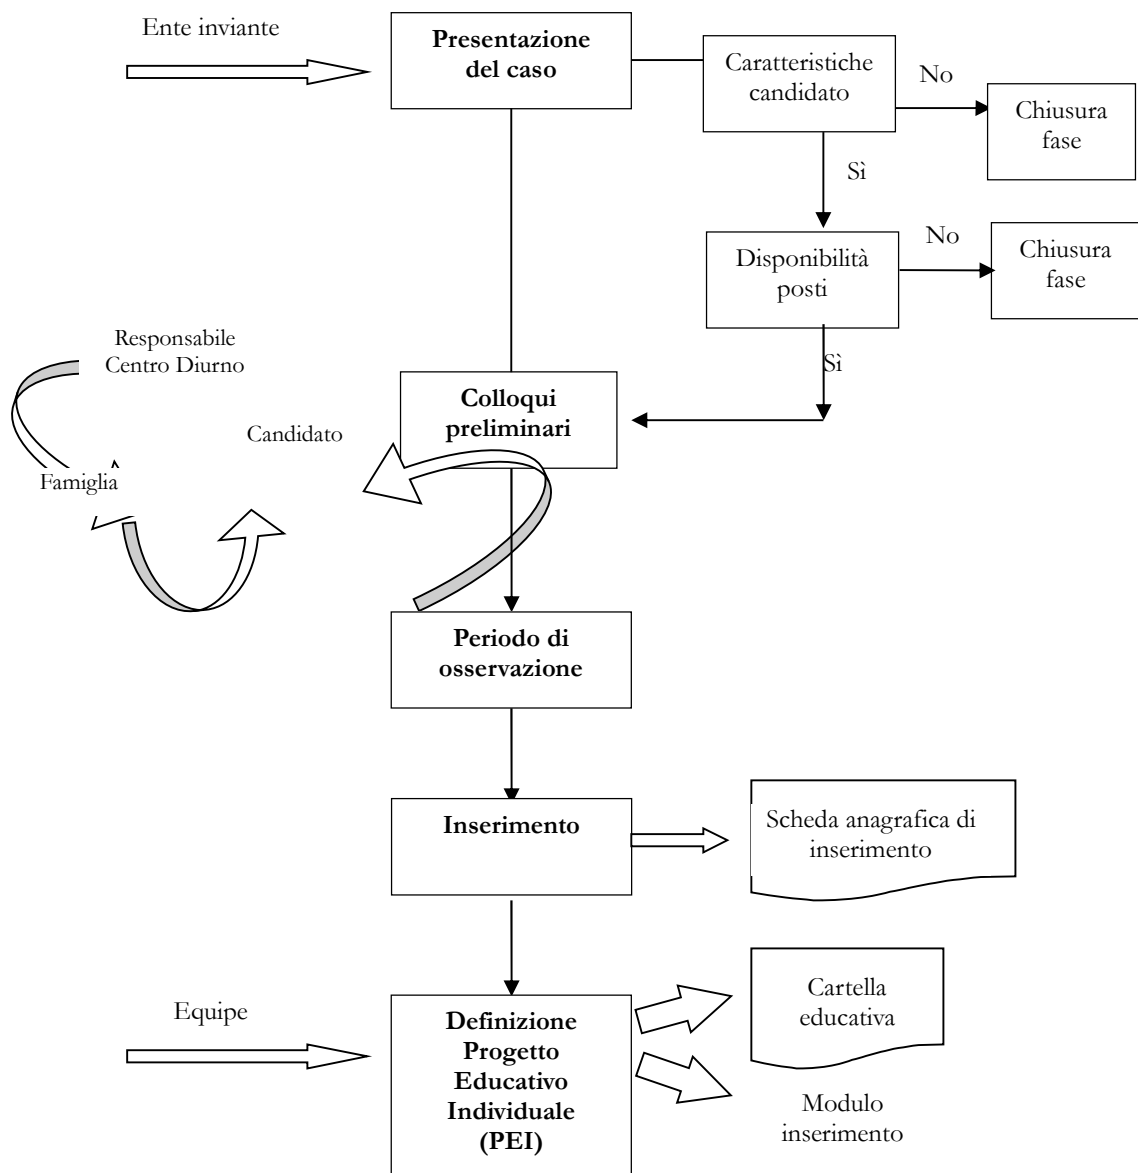 Ente inviante
Presentazione
del caso
Caratteristiche
candidato
No
Chiusura
fase
Sì
Disponibilità
posti
No
Chiusura
fase
Sì
Responsabile
Centro Diurno
Colloqui
preliminari
Candidato
Famiglia
Periodo di
osservazione
Inserimento
Scheda anagrafica di
inserimento
Equipe
Definizione
Progetto
Educativo
Individuale
(PEI)
Cartella
educativa
Modulo
inserimento